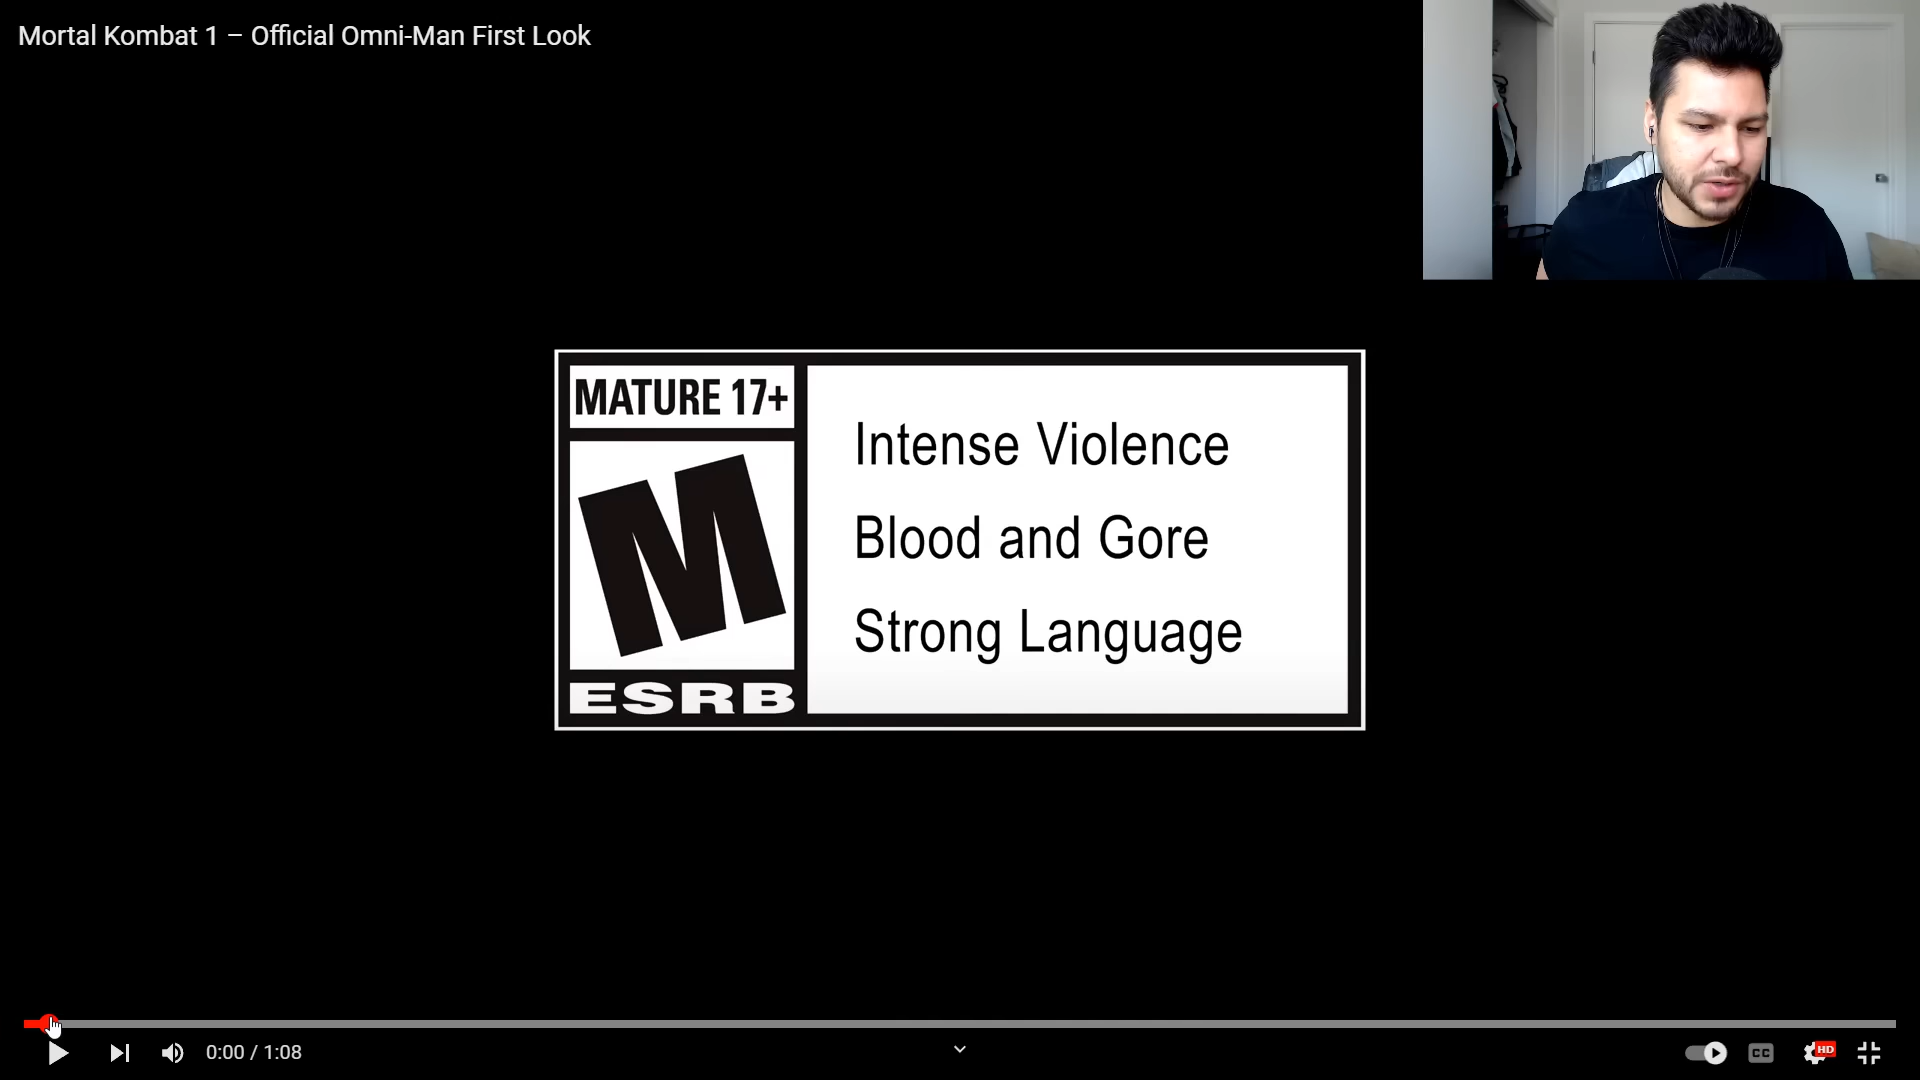 Mortal Kombat 1 – Official Omni-Man First Look
MATURE 17+
M
ESRB
Intense Violence
Blood and Gore
Strong Language
0:00 / 1:08
CC
HD